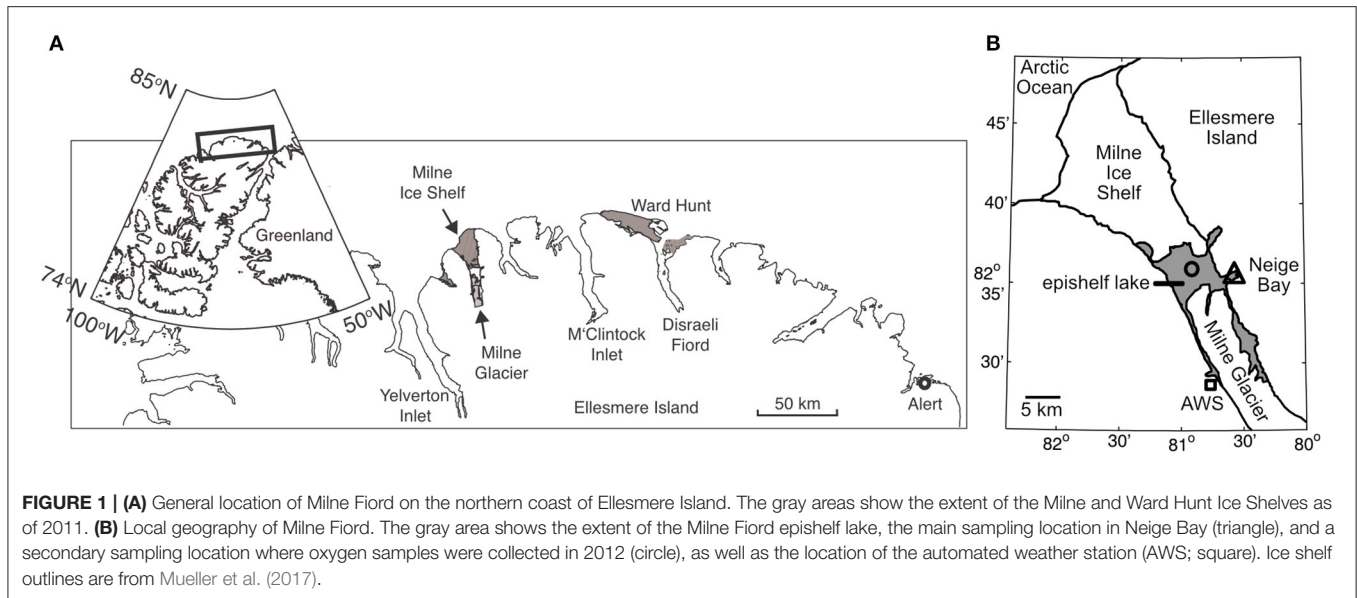 A
85°N
74°N
100°W
50°W
Greenland
Milne
Ice Shelf
Ward Hunt
Yelverton
Inlet
Milne
Glacier
M'Clintock
Inlet
Disraeli
Fiord
Ellesmere Island
50 km
Alert
B
Arctic
Ocean
Ellesmere
Island
Milne
Ice
Shelf
45'
40'
82°
35'
30'
epishelf lake
Neige
Bay
Milne Glacier
AWS
5 km
82°
30'
81°
30'
80°
FIGURE 1 | (A) General location of Milne Fiord on the northern coast of Ellesmere Island. The gray areas show the extent of the Milne and Ward Hunt Ice Shelves as
of 2011. (B) Local geography of Milne Fiord. The gray area shows the extent of the Milne Fiord epishelf lake, the main sampling location in Neige Bay (triangle), and a
secondary sampling location where oxygen samples were collected in 2012 (circle), as well as the location of the automated weather station (AWS; square). Ice shelf
outlines are from Mueller et al. (2017).